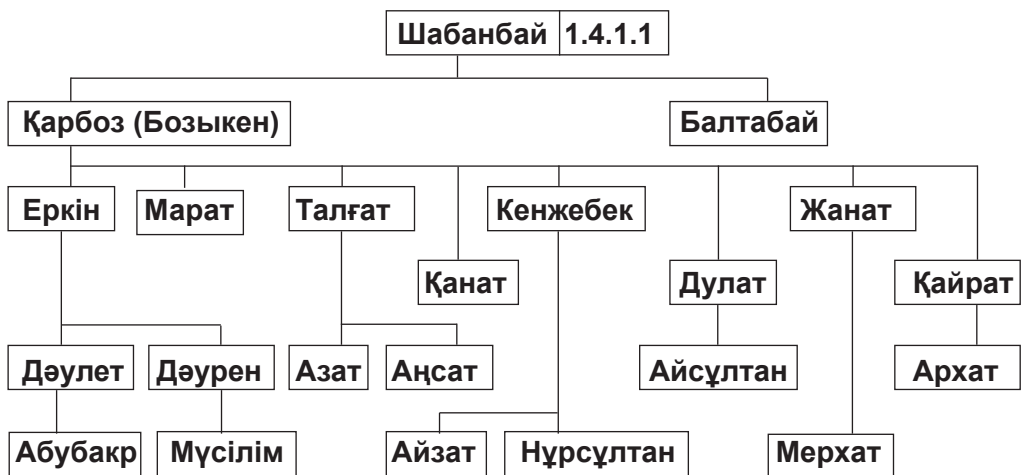 Шабанбай 1.4.1.1
Қарбоз (Бозыкен) Балтабай
Еркін Марат Талғат Кенжебек Жанат
Қанат Дулат Қайрат
Дәулет Дәурен Азат Аңсат Айсұлтан Архат
Абубакр Мүсілім Айзат Нұрсұлтан Мерхат